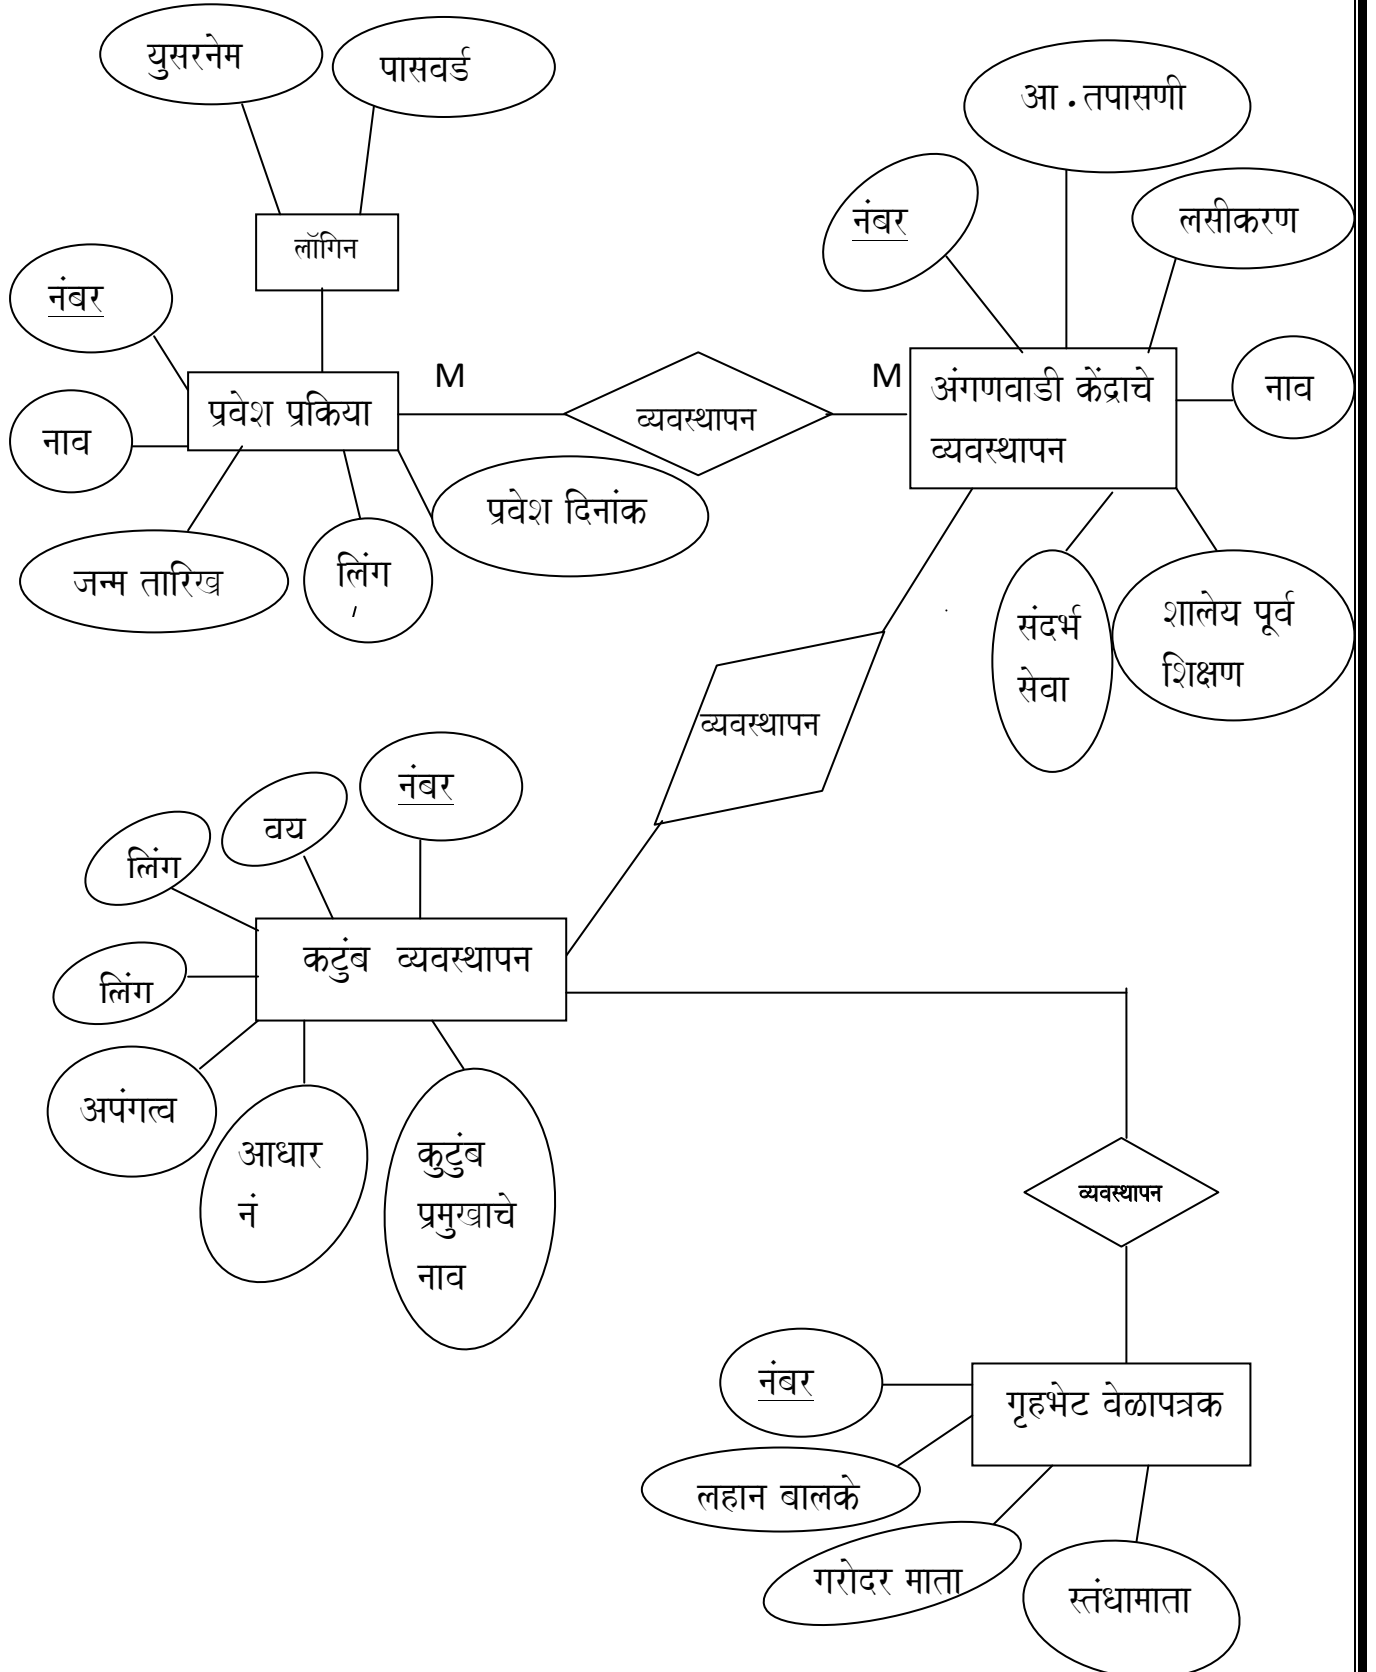 युसरनेम
पासवर्ड
आ.तपासणी
नंबर
लसीकरण
लॉगिन
नंबर
प्रवेश प्रकिया
M
व्यवस्थापन
M
अंगणवाडी केंद्राचे
व्यवस्थापन
नाव
नाव
प्रवेश दिनांक
जन्म तारिख
लिंग
संदर्भ
सेवा
शालेय पूर्व
शिक्षण
व्यवस्थापन
नंबर
वय
लिंग
कटुंब व्यवस्थापन
लिंग
अपंगत्व
आधार
नं
कुटुंब
प्रमुखाचे
नाव
व्यवस्थापन
नंबर
गृहभेट वेळापत्रक
लहान बालके
गरोदर माता
स्तंधामाता